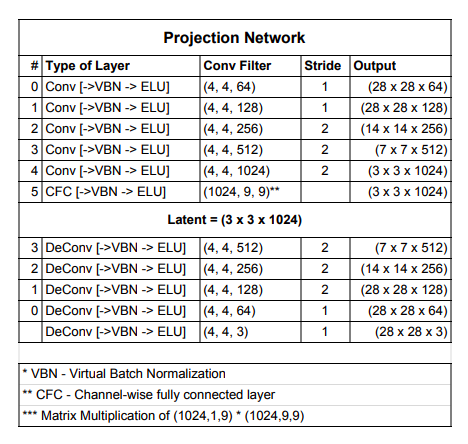 Projection Network
# Type of Layer Conv Filter Stride Output
0 Conv [->VBN -> ELU] (4, 4, 64) 1 (28 x 28 x 64)
1 Conv [->VBN -> ELU] (4, 4, 128) 1 (28 x 28 x 128)
2 Conv [->VBN -> ELU] (4, 4, 256) 2 (14 x 14 x 256)
3 Conv [->VBN -> ELU] (4, 4, 512) 2 (7 x 7 x 512)
4 Conv [->VBN -> ELU] (4, 4, 1024) 2 (3 x 3 x 1024)
5 CFC [->VBN -> ELU] (1024, 9, 9)** (3 x 3 x 1024)
Latent = (3 x 3 x 1024)
3 DeConv [->VBN -> ELU] (4, 4, 512) 2 (7 x 7 x 512)
2 DeConv [->VBN -> ELU] (4, 4, 256) 2 (14 x 14 x 256)
1 DeConv [->VBN -> ELU] (4, 4, 128) 2 (28 x 28 x 128)
0 DeConv [->VBN -> ELU] (4, 4, 64) 1 (28 x 28 x 64)
DeConv [->VBN -> ELU] (4, 4, 3) 1 (28 x 28 x 3)
* VBN - Virtual Batch Normalization
** CFC - Channel-wise fully connected layer
*** Matrix Multiplication of (1024,1,9) * (1024,9,9)